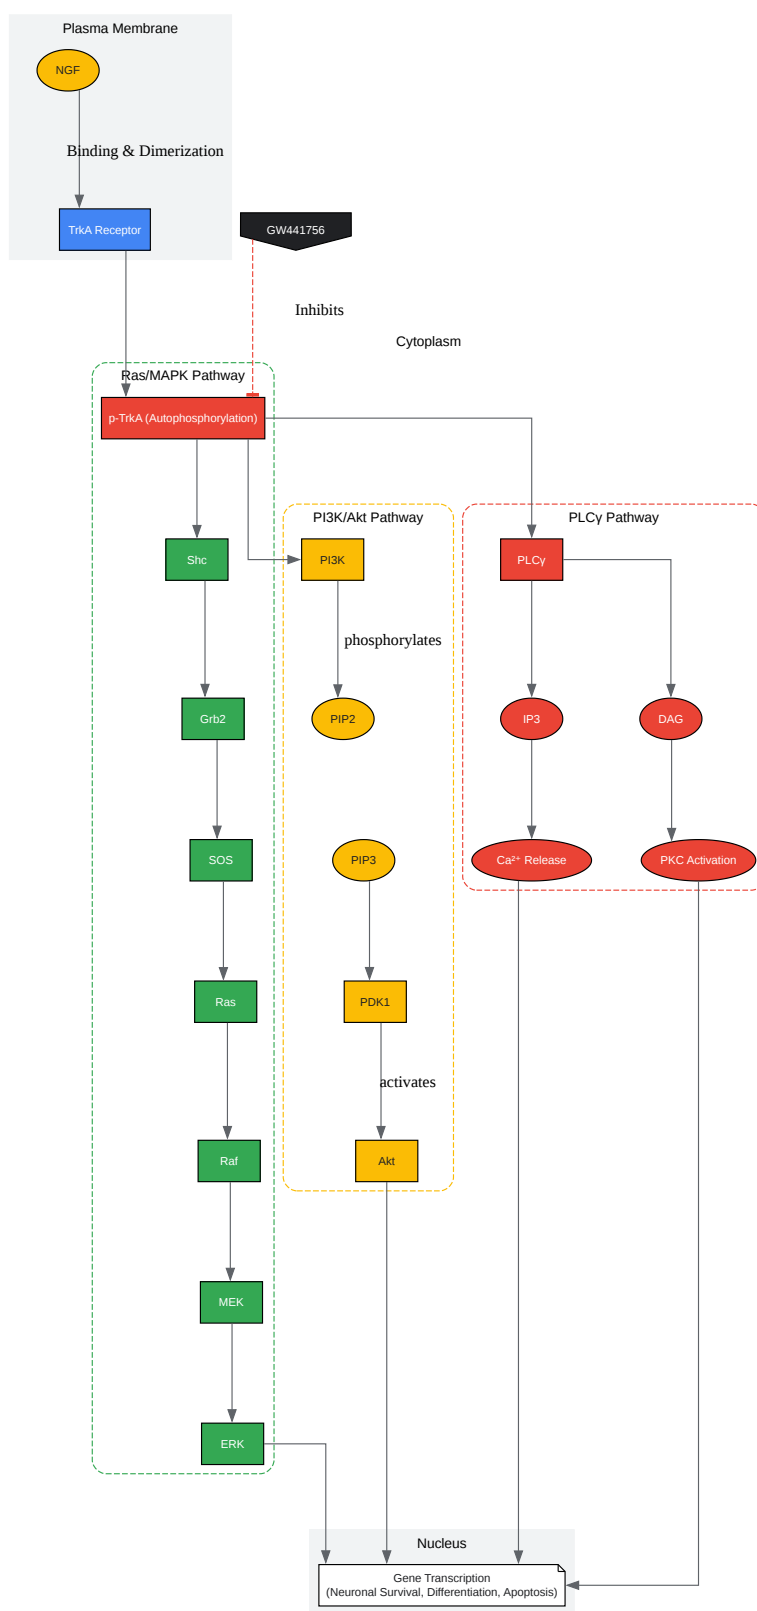 Plasma Membrane
NGF
Binding & Dimerization
TrkA Receptor
GW441756
Inhibits
Cytoplasm
Ras/MAPK Pathway
p-TrkA (Autophosphorylation)
PI3K/Akt Pathway
PLCγ Pathway
Shc
PI3K
PLCγ
phosphorylates
Grb2
PIP2
IP3
DAG
SOS
PIP3
Ca²⁺ Release
PKC Activation
Ras
PDK1
activates
Raf
Akt
MEK
ERK
Nucleus
Gene Transcription
(Neuronal Survival, Differentiation, Apoptosis)